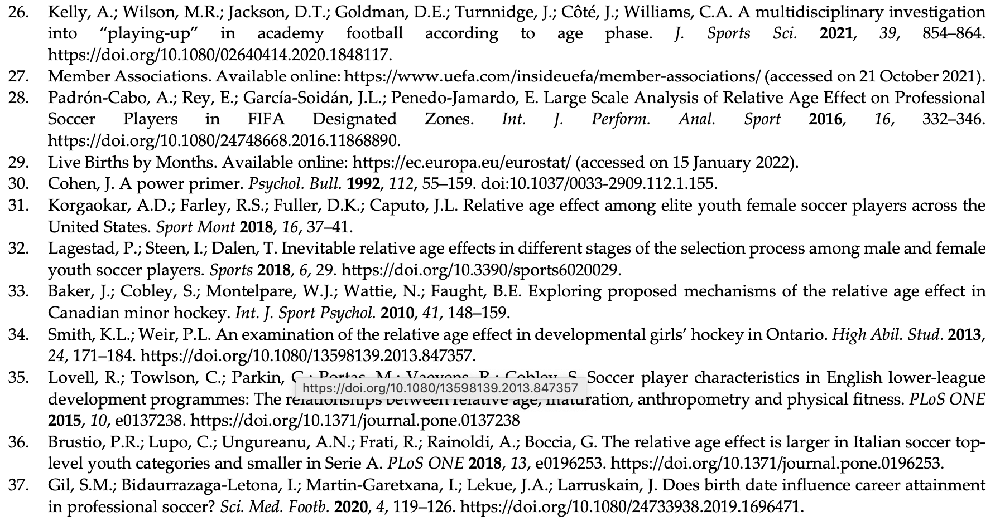 26. Kelly, A.; Wilson, M.R.; Jackson, D.T.; Goldman, D.E.; Turnnidge, J.; Côté, J.; Williams, C.A. A multidisciplinary investigation
into “playing-up” in academy football according to age phase. J. Sports Sci. 2021, 39, 854–864.
https://doi.org/10.1080/02640414.2020.1848117.
27. Member Associations. Available online: https://www.uefa.com/insideuefa/member-associations/ (accessed on 21 October 2021).
28. Padrón-Cabo, A.; Rey, E.; García-Soidán, J.L.; Penedo-Jamardo, E. Large Scale Analysis of Relative Age Effect on Professional
Soccer Players in FIFA Designated Zones. Int. J. Perform. Anal. Sport 2016, 16, 332–346.
https://doi.org/10.1080/24748668.2016.11868890.
29. Live Births by Months. Available online: https://ec.europa.eu/eurostat/ (accessed on 15 January 2022).
30. Cohen, J. A power primer. Psychol. Bull. 1992, 112, 55–159. doi:10.1037/0033-2909.112.1.155.
31. Korgaokar, A.D.; Farley, R.S.; Fuller, D.K.; Caputo, J.L. Relative age effect among elite youth female soccer players across the
United States. Sport Mont 2018, 16, 37–41.
32. Lagestad, P.; Steen, I.; Dalen, T. Inevitable relative age effects in different stages of the selection process among male and female
youth soccer players. Sports 2018, 6, 29. https://doi.org/10.3390/sports6020029.
33. Baker, J.; Cobley, S.; Montelpare, W.J.; Wattie, N.; Faught, B.E. Exploring proposed mechanisms of the relative age effect in
Canadian minor hockey. Int. J. Sport Psychol. 2010, 41, 148–159.
34. Smith, K.L.; Weir, P.L. An examination of the relative age effect in developmental girls’ hockey in Ontario. High Abil. Stud. 2013,
24, 171–184. https://doi.org/10.1080/13598139.2013.847357.
35. Lovell, R.; Towlson, C.; Parkin, G.; Portas, M.; Vaeyens, R.; Cobley, S. Soccer player characteristics in English lower-league
https://doi.org/10.1080/13598139.2013.847357
development programmes: The relationships between relative age, maturation, anthropometry and physical fitness. PLoS ONE
2015, 10, e0137238. https://doi.org/10.1371/journal.pone.0137238
36. Brustio, P.R.; Lupo, C.; Ungureanu, A.N.; Frati, R.; Rainoldi, A.; Boccia, G. The relative age effect is larger in Italian soccer top-
level youth categories and smaller in Serie A. PLoS ONE 2018, 13, e0196253. https://doi.org/10.1371/journal.pone.0196253.
37. Gil, S.M.; Bidaurrazaga-Letona, I.; Martin-Garetxana, I.; Lekue, J.A.; Larruskain, J. Does birth date influence career attainment
in professional soccer? Sci. Med. Footb. 2020, 4, 119–126. https://doi.org/10.1080/24733938.2019.1696471.